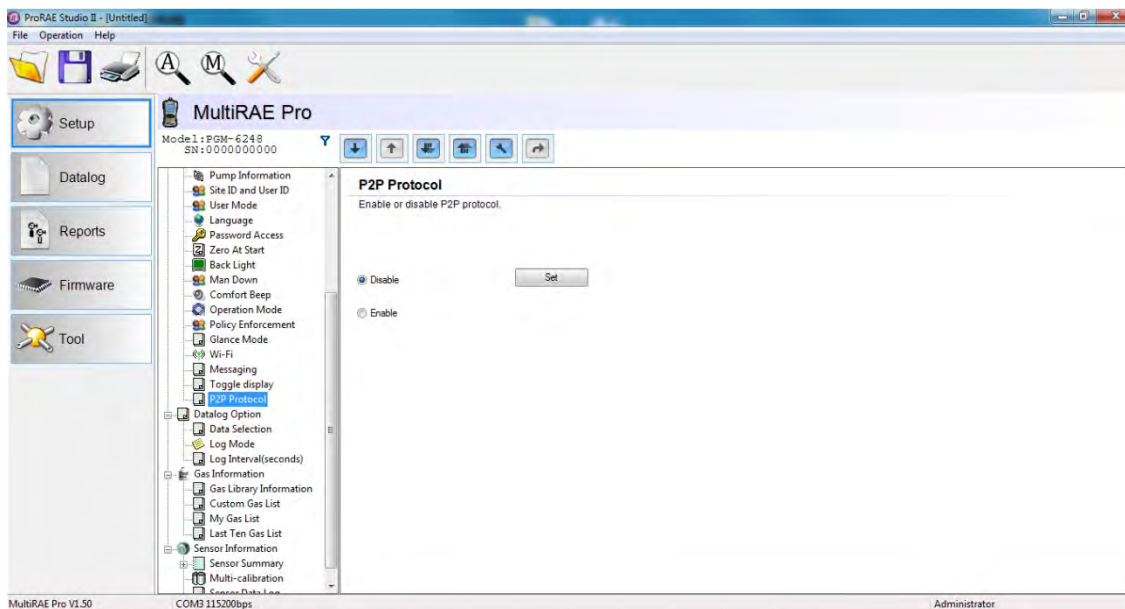 ProRAE Studio II - [Untitled]
File Operation Help
A M
Setup
Datalog
Reports
Firmware
Tool
MultiRAE Pro
Model:PGM-6248
SN:0000000000
Pump Information
Site ID and User ID
User Mode
Language
Password Access
Zero At Start
Back Light
Man Down
Comfort Beep
Operation Mode
Policy Enforcement
Glance Mode
Wi-Fi
Messaging
Toggle display
P2P Protocol
Datalog Option
Data Selection
Log Mode
Log Interval(seconds)
Gas Information
Gas Library Information
Custom Gas List
My Gas List
Last Ten Gas List
Sensor Information
Sensor Summary
Multi-calibration
Sensor Data Log
P2P Protocol
Enable or disable P2P protocol.
Disable Set
Enable
MultiRAE Pro V1.50 COM3 115200bps Administrator